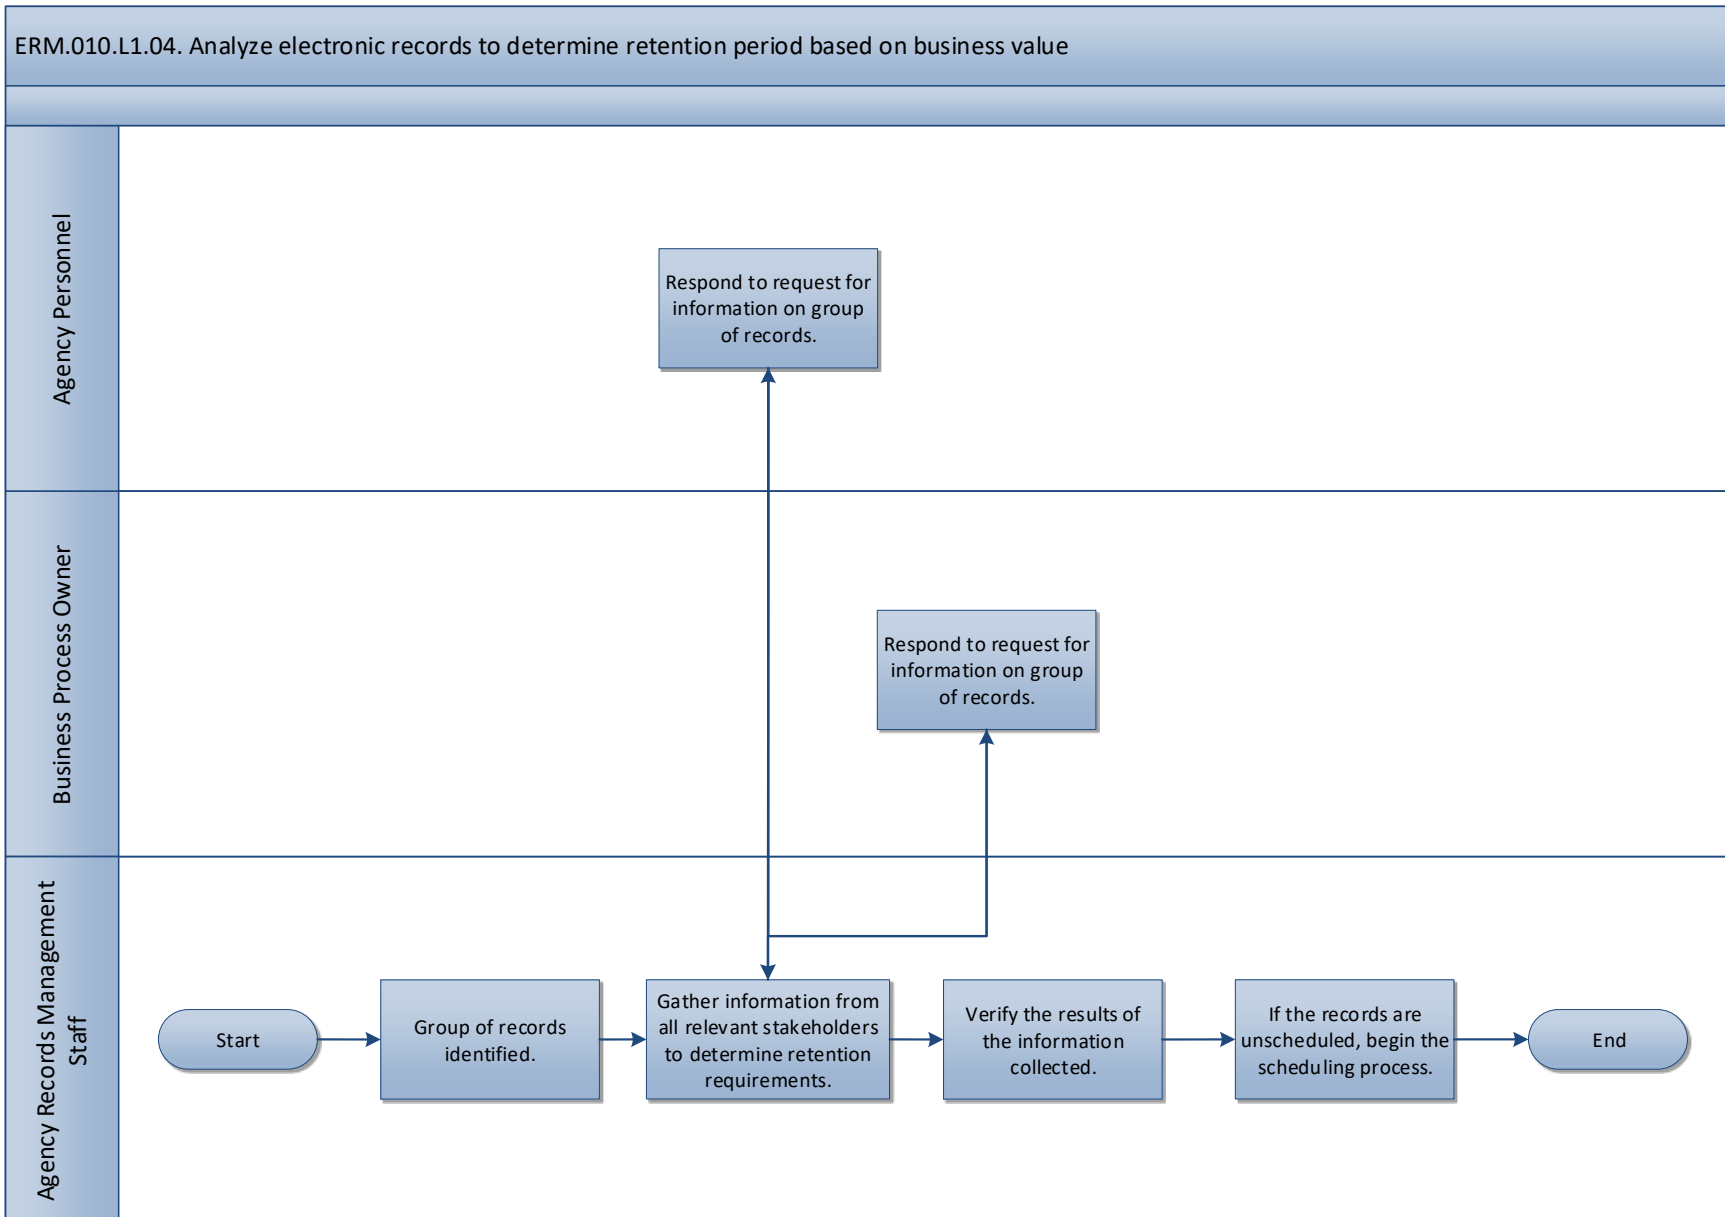 ERM.010.L1.04. Analyze electronic records to determine retention period based on business value
Agency Personnel
Respond to request for
information on group
of records.
Business Process Owner
Respond to request for
information on group
of records.
Agency Records Management
Staff
Start
Group of records
identified.
Gather information from
all relevant stakeholders
to determine retention
requirements.
Verify the results of
the information
collected.
If the records are
unscheduled, begin the
scheduling process.
End